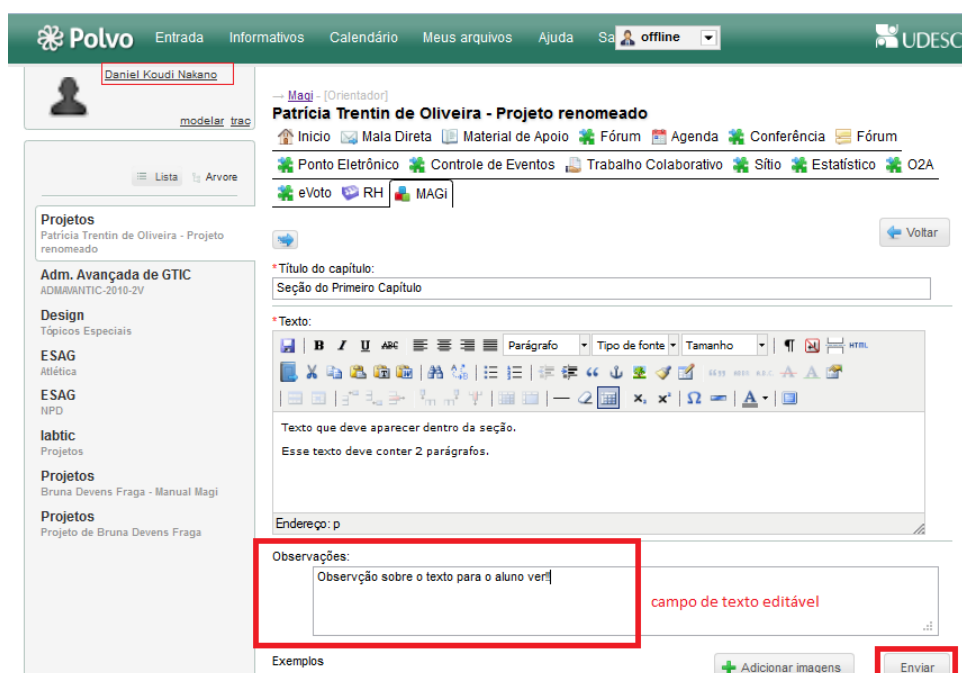 Polvo Entrada Informativos Calendário Meus arquivos Ajuda Sa offline UDESC
Daniel Koudi Nakano
modelar trac
Lista Arvore
Projetos
Patrícia Trentin de Oliveira - Projeto
renomeado
Adm. Avançada de GTIC
ADMAVANTIC-2010-2V
Design
Tópicos Especiais
ESAG
Atlética
ESAG
NPD
labtic
Projetos
Projetos
Bruna Devens Fraga - Manual Magi
Projetos
Projeto de Bruna Devens Fraga
→ Magi - [Orientador]
Patrícia Trentin de Oliveira - Projeto renomeado
Inicio Mala Direta Material de Apoio Fórum Agenda Conferência Fórum
Ponto Eletrônico Controle de Eventos Trabalho Colaborativo Sítio Estatístico O2A
eVoto RH MAGi
Voltar
*Título do capítulo:
Seção do Primeiro Capítulo
*Texto:
B I U ABC Parágrafo Tipo de fonte Tamanho ¶ HTML
x, x² Ω A
Texto que deve aparecer dentro da seção.
Esse texto deve conter 2 parágrafos.
Endereço: p
Observações:
Observção sobre o texto para o aluno ver!!
campo de texto editável
Exemplos
Adicionar imagens Enviar